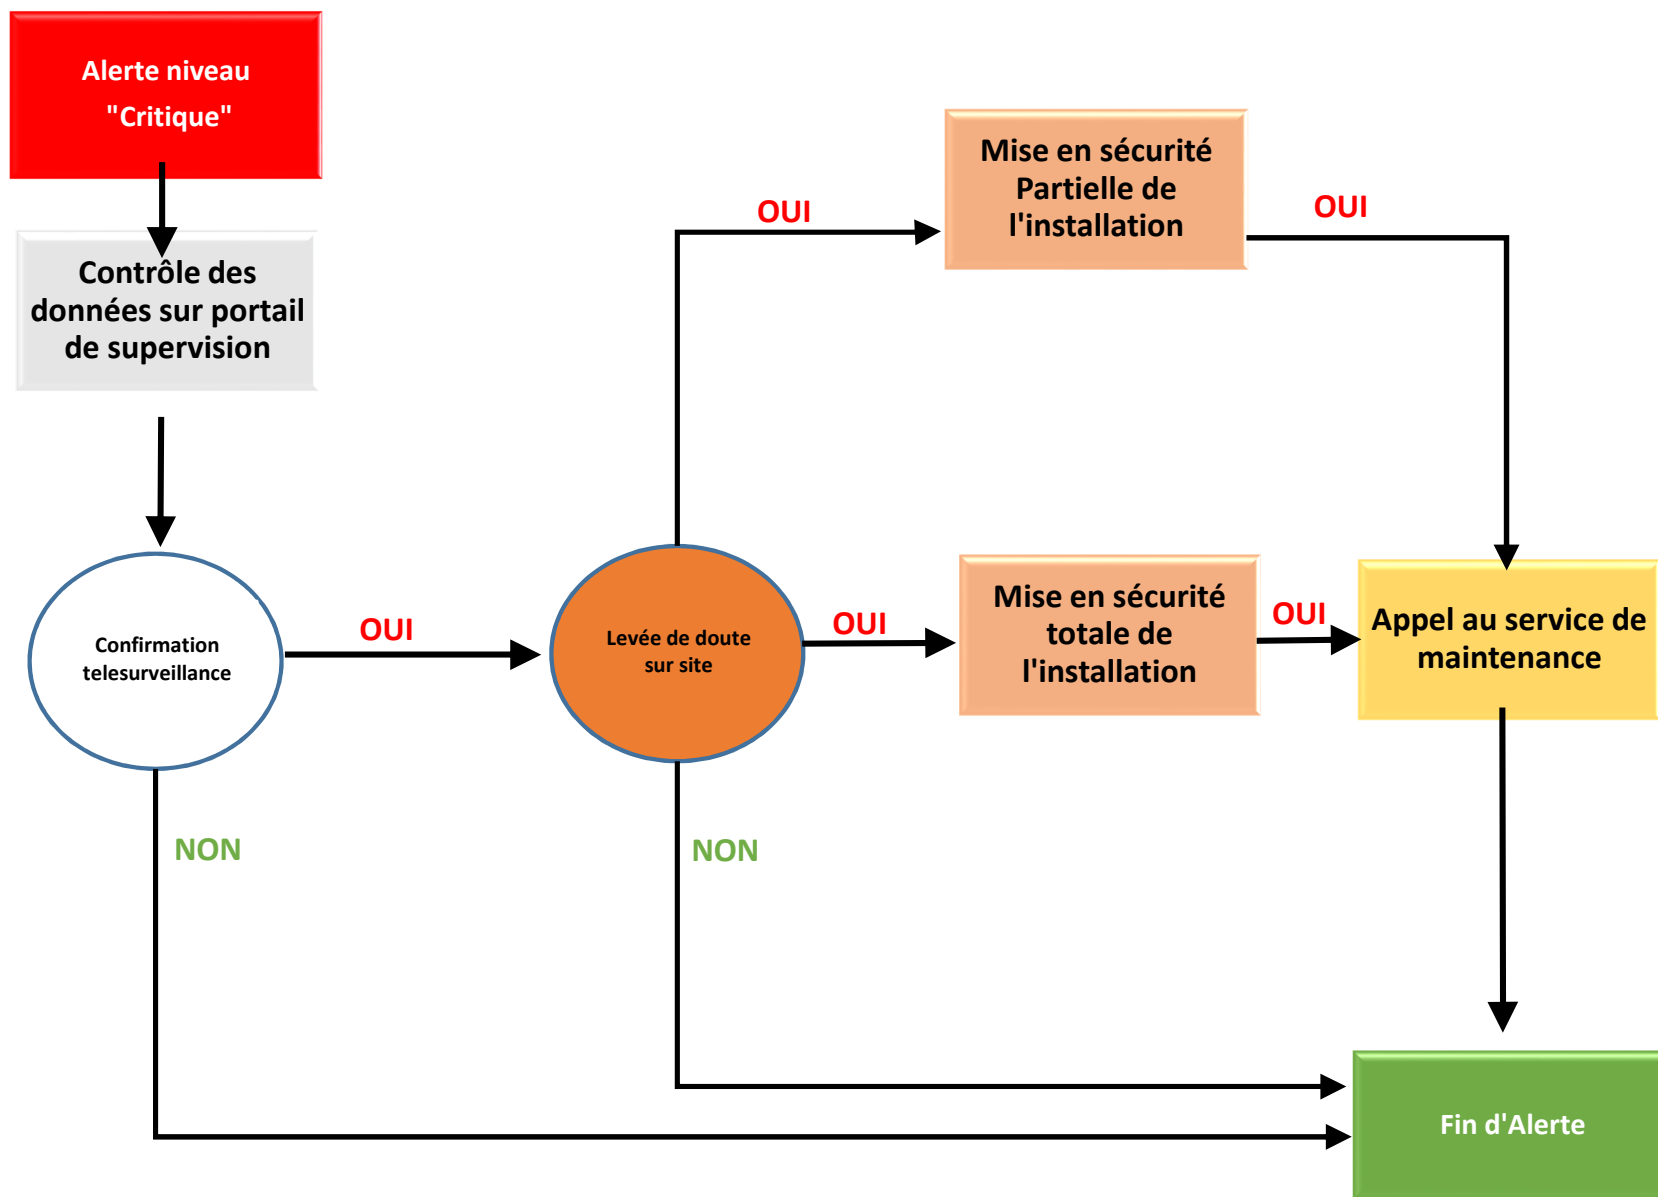 Alerte niveau
"Critique"
Contrôle des
données sur portail
de supervision
Confirmation
telesurveillance
NON
OUI
Levée de doute
sur site
NON
OUI
Mise en sécurité
Partielle de
l'installation
OUI
OUI
Mise en sécurité
totale de
l'installation
OUI
Appel au service de
maintenance
Fin d'Alerte